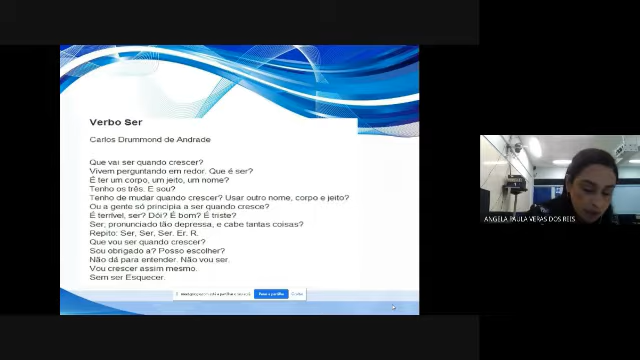 Verbo Ser
Carlos Drummond de Andrade
Que vai ser quando crescer?
Vivem perguntando em redor. Que é ser?
É ter um corpo, um jeito, um nome?
Tenho os três. E sou?
Tenho de mudar quando crescer? Usar outro nome, corpo e jeito?
Ou a gente só principia a ser quando cresce?
É terrível, ser? Dói? É bom? É triste?
Ser; pronunciado tão depressa, e cabe tantas coisas?
Repito: Ser, Ser, Ser. Er. R.
Que vou ser quando crescer?
Sou obrigado a? Posso escolher?
Não dá para entender. Não vou ser.
Vou crescer assim mesmo.
Sem ser Esquecer.
ANGELA PAULA VERAS DOS REIS